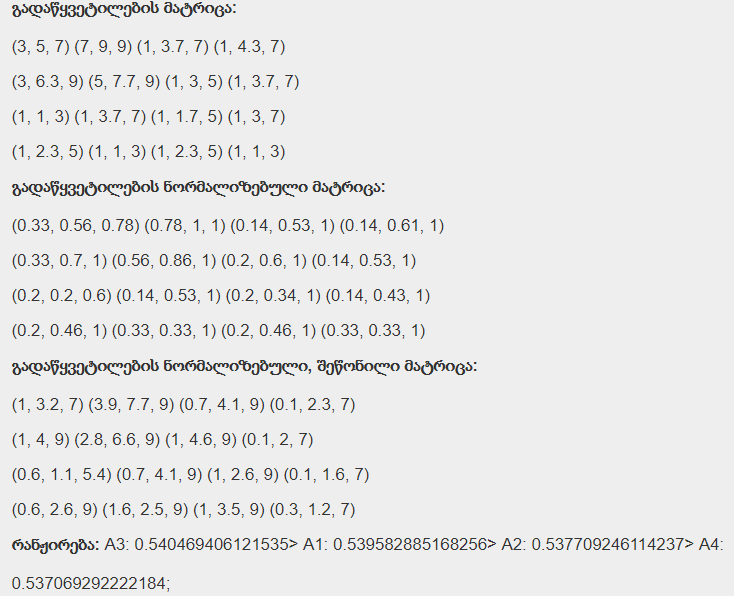 გადაწყვეტილების მატრიცა:
(3, 5, 7) (7, 9, 9) (1, 3.7, 7) (1, 4.3, 7)
(3, 6.3, 9) (5, 7.7, 9) (1, 3, 5) (1, 3.7, 7)
(1, 1, 3) (1, 3.7, 7) (1, 1.7, 5) (1, 3, 7)
(1, 2.3, 5) (1, 1, 3) (1, 2.3, 5) (1, 1, 3)
გადაწყვეტილების ნორმალიზებული მატრიცა:
(0.33, 0.56, 0.78) (0.78, 1, 1) (0.14, 0.53, 1) (0.14, 0.61, 1)
(0.33, 0.7, 1) (0.56, 0.86, 1) (0.2, 0.6, 1) (0.14, 0.53, 1)
(0.2, 0.2, 0.6) (0.14, 0.53, 1) (0.2, 0.34, 1) (0.14, 0.43, 1)
(0.2, 0.46, 1) (0.33, 0.33, 1) (0.2, 0.46, 1) (0.33, 0.33, 1)
გადაწყვეტილების ნორმალიზებული, შეწონილი მატრიცა:
(1, 3.2, 7) (3.9, 7.7, 9) (0.7, 4.1, 9) (0.1, 2.3, 7)
(1, 4, 9) (2.8, 6.6, 9) (1, 4.6, 9) (0.1, 2, 7)
(0.6, 1.1, 5.4) (0.7, 4.1, 9) (1, 2.6, 9) (0.1, 1.6, 7)
(0.6, 2.6, 9) (1.6, 2.5, 9) (1, 3.5, 9) (0.3, 1.2, 7)
რანჟირება: A3: 0.540469406121535> A1: 0.539582885168256> A2: 0.537709246114237> A4:
0.537069292222184;